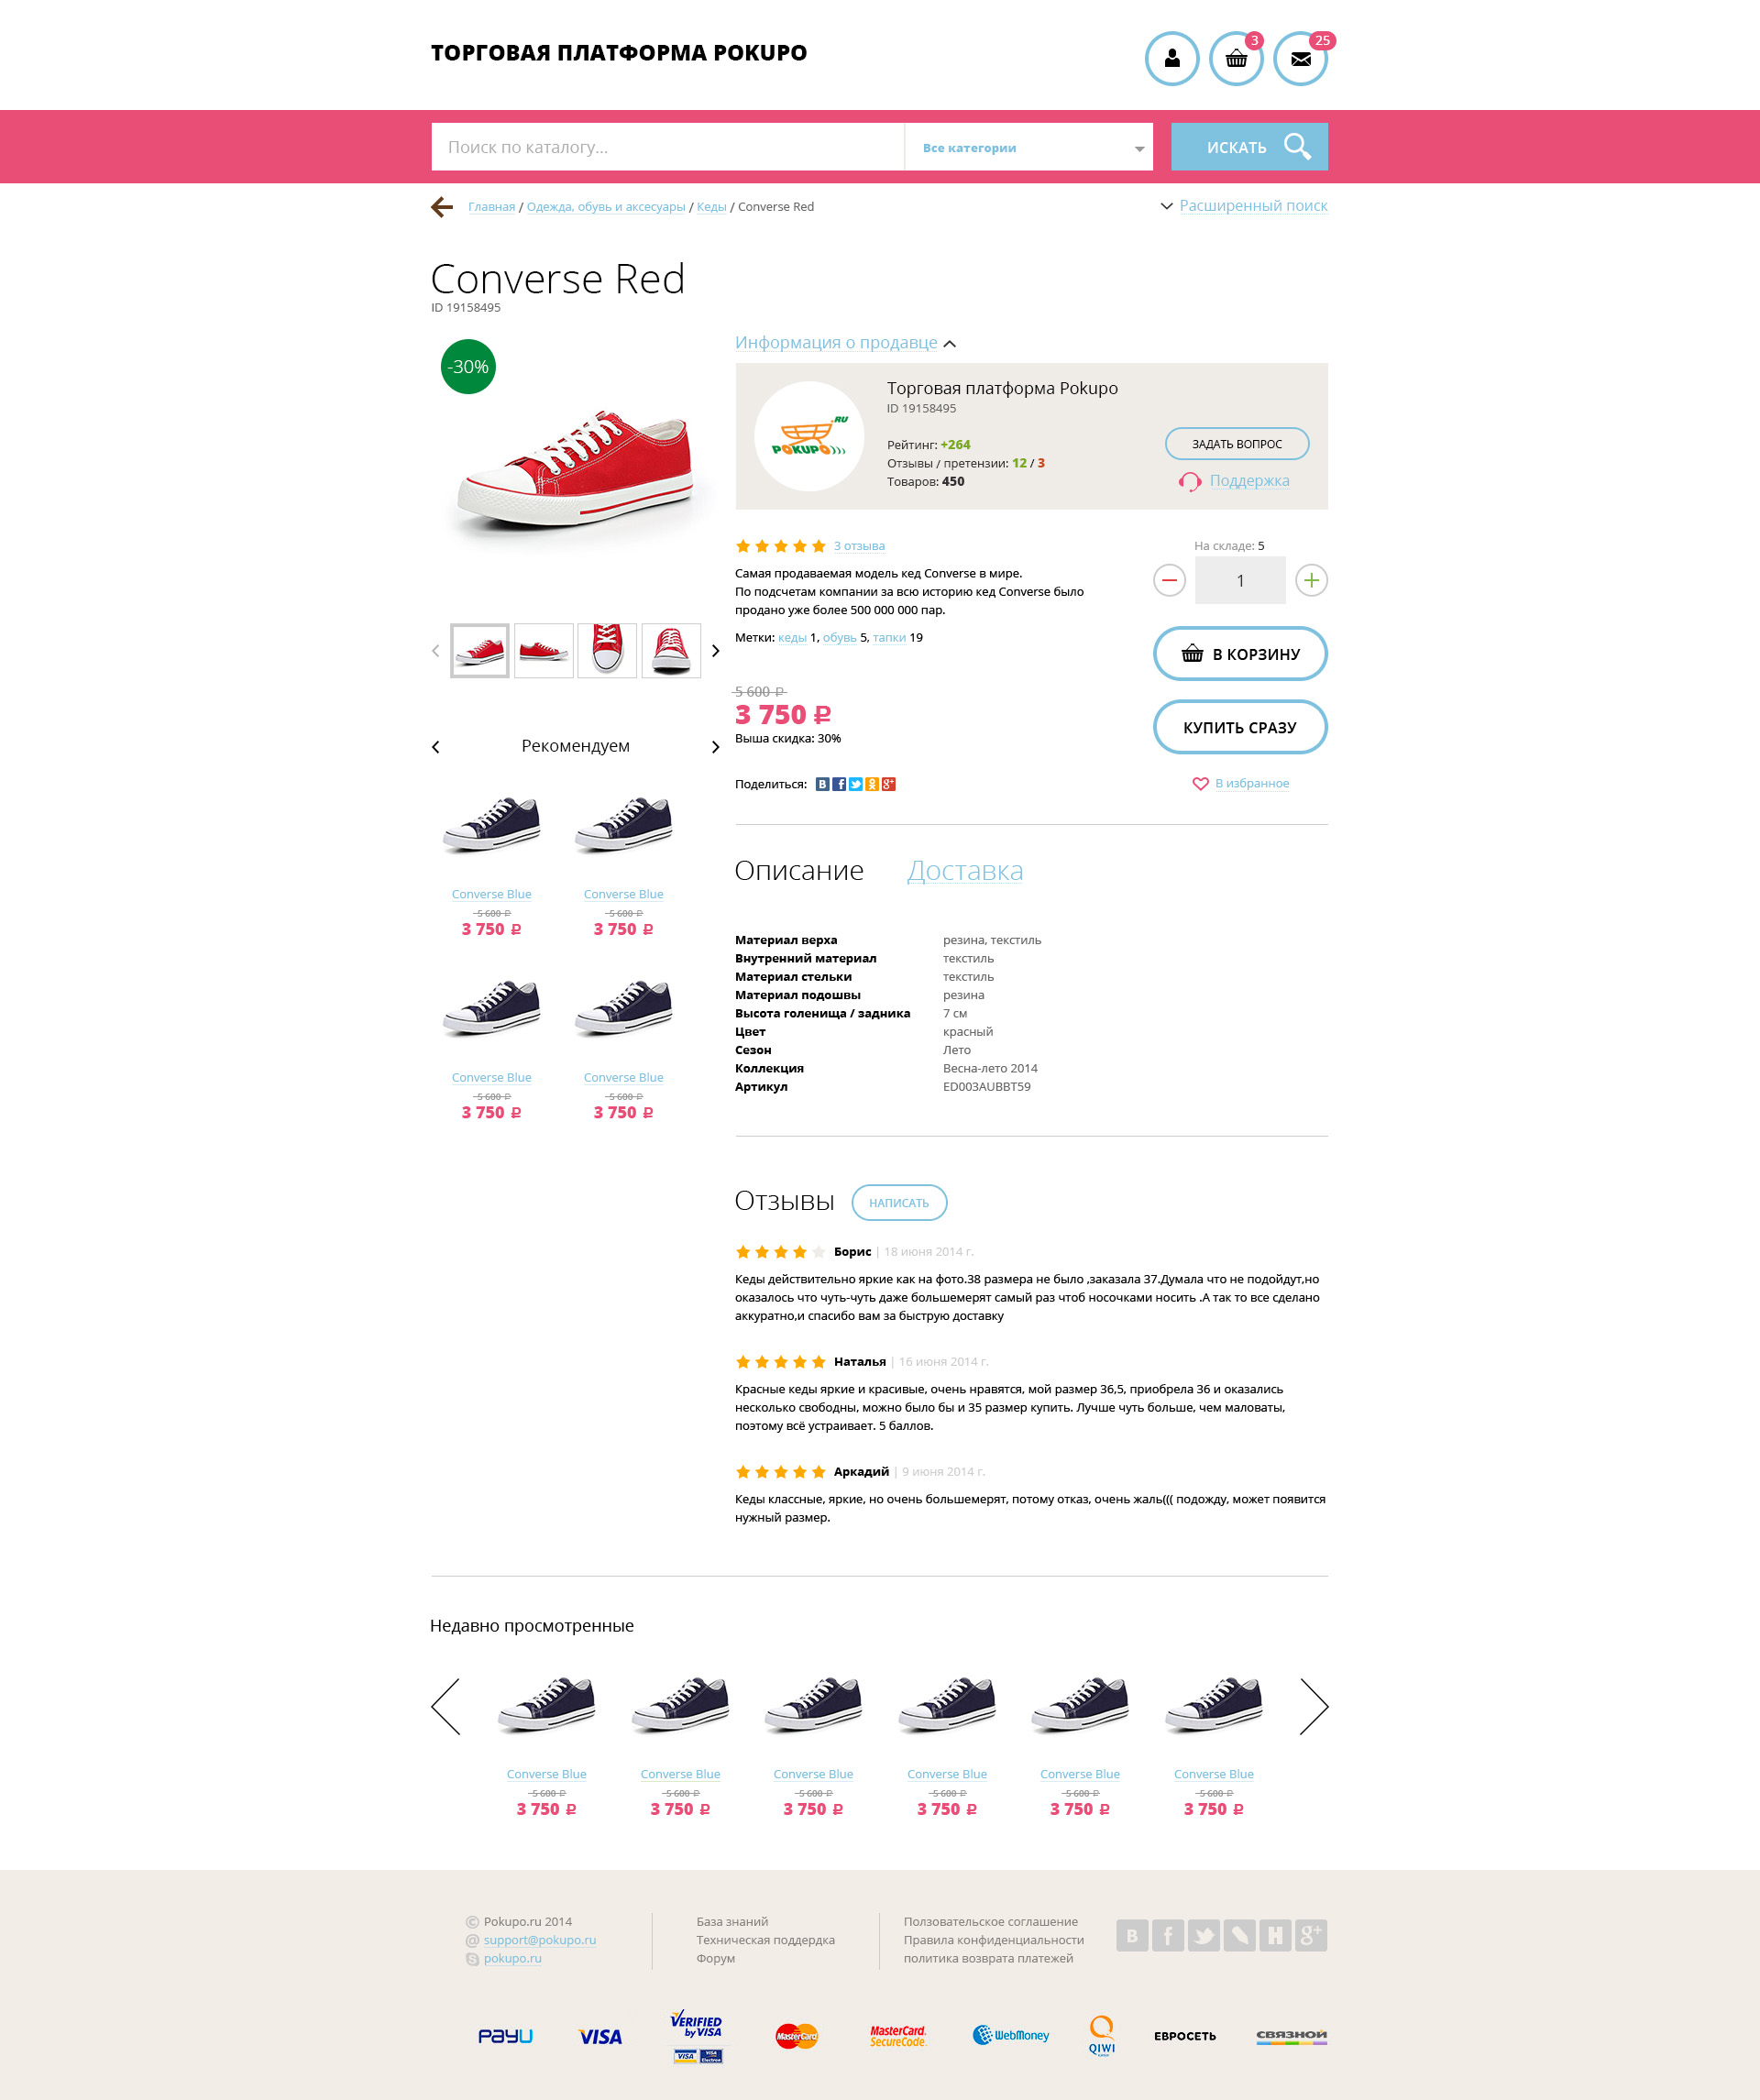 ТОРГОВАЯ ПЛАТФОРМА POKUPO
3
25
Поиск по каталогу...
Все категории
ИСКАТЬ
Главная / Одежда, обувь и аксесуары / Кеды / Converse Red
Расширенный поиск
Converse Red
ID 19158495
-30%
Информация о продавце
POKUPO.RU
Торговая платформа Pokupo
ID 19158495
Рейтинг: +264
Отзывы / претензии: 12 / 3
Товаров: 450
ЗАДАТЬ ВОПРОС
Поддержка
3 отзыва
Самая продаваемая модель кед Converse в мире.
По подсчетам компании за всю историю кед Converse было
продано уже более 500 000 000 пар.
Метки: кеды 1, обувь 5, тапки 19
На складе: 5
1
В КОРЗИНУ
КУПИТЬ СРАЗУ
В избранное
5 600 ₽
3 750 ₽
Выша скидка: 30%
Поделиться:
Рекомендуем
Converse Blue
5 600 ₽
3 750 ₽
Converse Blue
5 600 ₽
3 750 ₽
Converse Blue
5 600 ₽
3 750 ₽
Converse Blue
5 600 ₽
3 750 ₽
Описание
Доставка
Материал верха резина, текстиль
Внутренний материал текстиль
Материал стельки текстиль
Материал подошвы резина
Высота голенища / задника 7 см
Цвет красный
Сезон Лето
Коллекция Весна-лето 2014
Артикул ED003AUBBT59
Отзывы
НАПИСАТЬ
Борис | 18 июня 2014 г.
Кеды действительно яркие как на фото.38 размера не было ,заказала 37.Думала что не подойдут,но
оказалось что чуть-чуть даже большемерят самый раз чтоб носочками носить .А так то все сделано
аккуратно,и спасибо вам за быструю доставку
Наталья | 16 июня 2014 г.
Красные кеды яркие и красивые, очень нравятся, мой размер 36,5, приобрела 36 и оказались
несколько свободны, можно было бы и 35 размер купить. Лучше чуть больше, чем маловаты,
поэтому всё устраивает. 5 баллов.
Аркадий | 9 июня 2014 г.
Кеды классные, яркие, но очень большемерят, потому отказ, очень жаль((( подожду, может появится
нужный размер.
Недавно просмотренные
Converse Blue
5 600 ₽
3 750 ₽
Converse Blue
5 600 ₽
3 750 ₽
Converse Blue
5 600 ₽
3 750 ₽
Converse Blue
5 600 ₽
3 750 ₽
Converse Blue
5 600 ₽
3 750 ₽
Converse Blue
5 600 ₽
3 750 ₽
© Pokupo.ru 2014
@ support@pokupo.ru
pokupo.ru
База знаний
Техническая поддердка
Форум
Ползовательское соглашение
Правила конфиденциальности
политика возврата платежей
PayU
VISA
VERIFIED
by VISA
VISA
VISA
Electron
MasterCard
MasterCard.
SecureCode.
WebMoney
QIWI
ЕВРОСЕТЬ
СВЯЗНОЙ